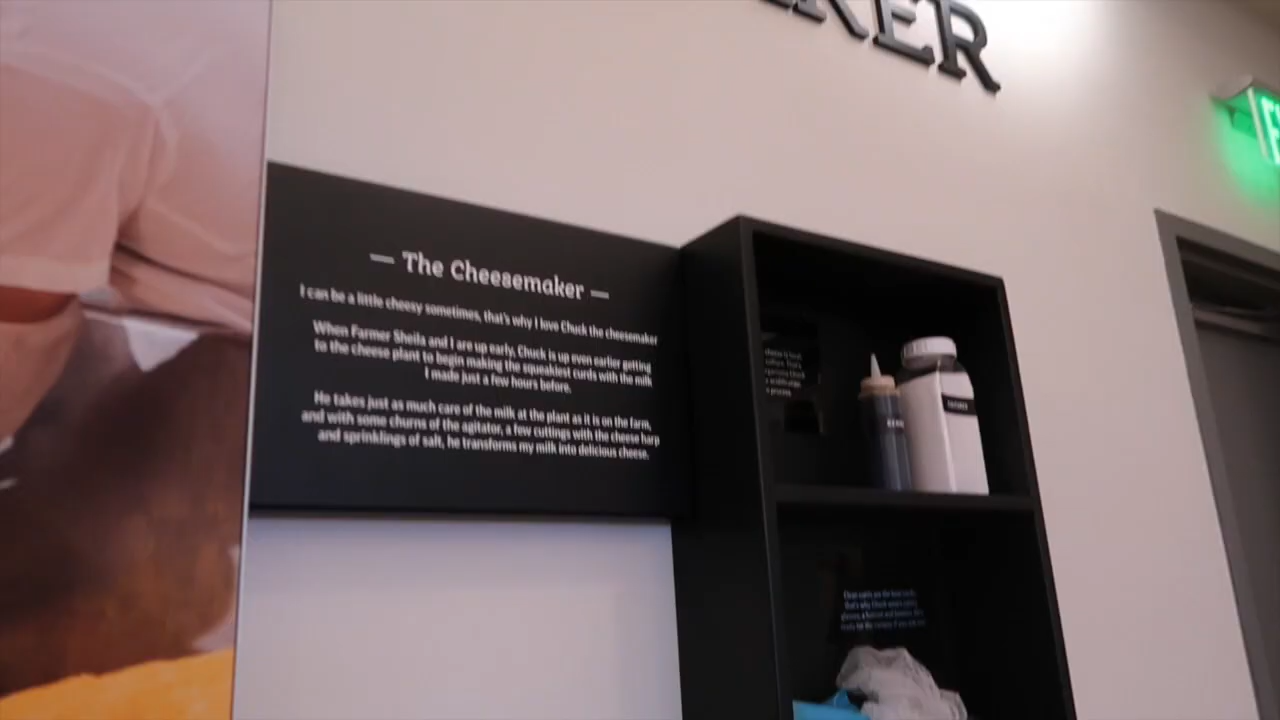 KER
— The Cheesemaker —
I can be a little cheesy sometimes, that's why I love Chuck the cheesemaker
When Farmer Sheila and I are up early, Chuck is up even earlier getting
to the cheese plant to begin making the squeakiest curds with the milk
I made just a few hours before.
He takes just as much care of the milk at the plant as it is on the farm,
and with some churns of the agitator, a few cuttings with the cheese harp
and sprinklings of salt, he transforms my milk into delicious cheese.